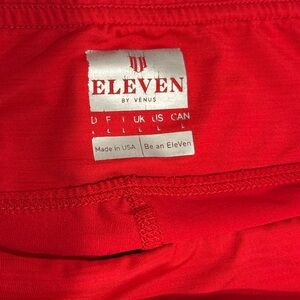 ELEVEN
BY VENUS
D F I UK US CAN
L L L L L L
Made in USA Be an EleVen